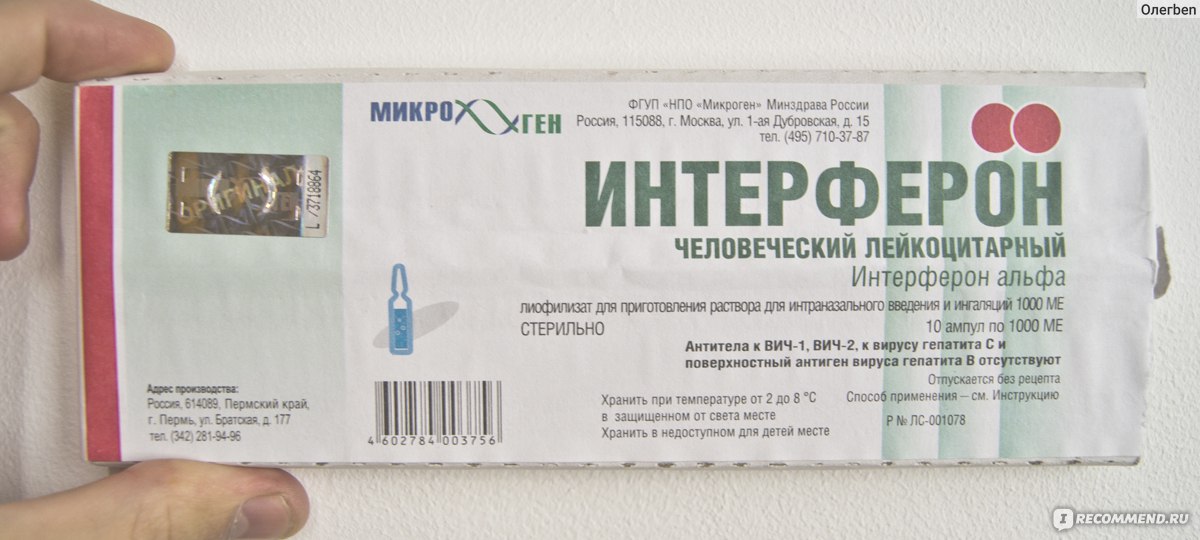 Олегben
МИКРОГЕН
ФГУП «НПО «Микроген» Минздрава России
Россия, 115088, г. Москва, ул. 1-ая Дубровская, д. 15
тел. (495) 710-37-87
ОРИГИНАЛ
L /3718864
ИНТЕРФЕРОН
ЧЕЛОВЕЧЕСКИЙ ЛЕЙКОЦИТАРНЫЙ
Интерферон альфа
лиофилизат для приготовления раствора для интраназального введения и ингаляций 1000 МЕ
СТЕРИЛЬНО
10 ампул по 1000 МЕ
Антитела к ВИЧ-1, ВИЧ-2, к вирусу гепатита С и
поверхностный антиген вируса гепатита В отсутствуют
Отпускается без рецепта
Способ применения – см. Инструкцию
Р № ЛС-001078
Хранить при температуре от 2 до 8 °С
в защищенном от света месте
Хранить в недоступном для детей месте
Адрес производства:
Россия, 614089, Пермский край,
г. Пермь, ул. Братская, д. 177
тел. (342) 281-94-96
4 602784 003756
IRECOMMEND.RU